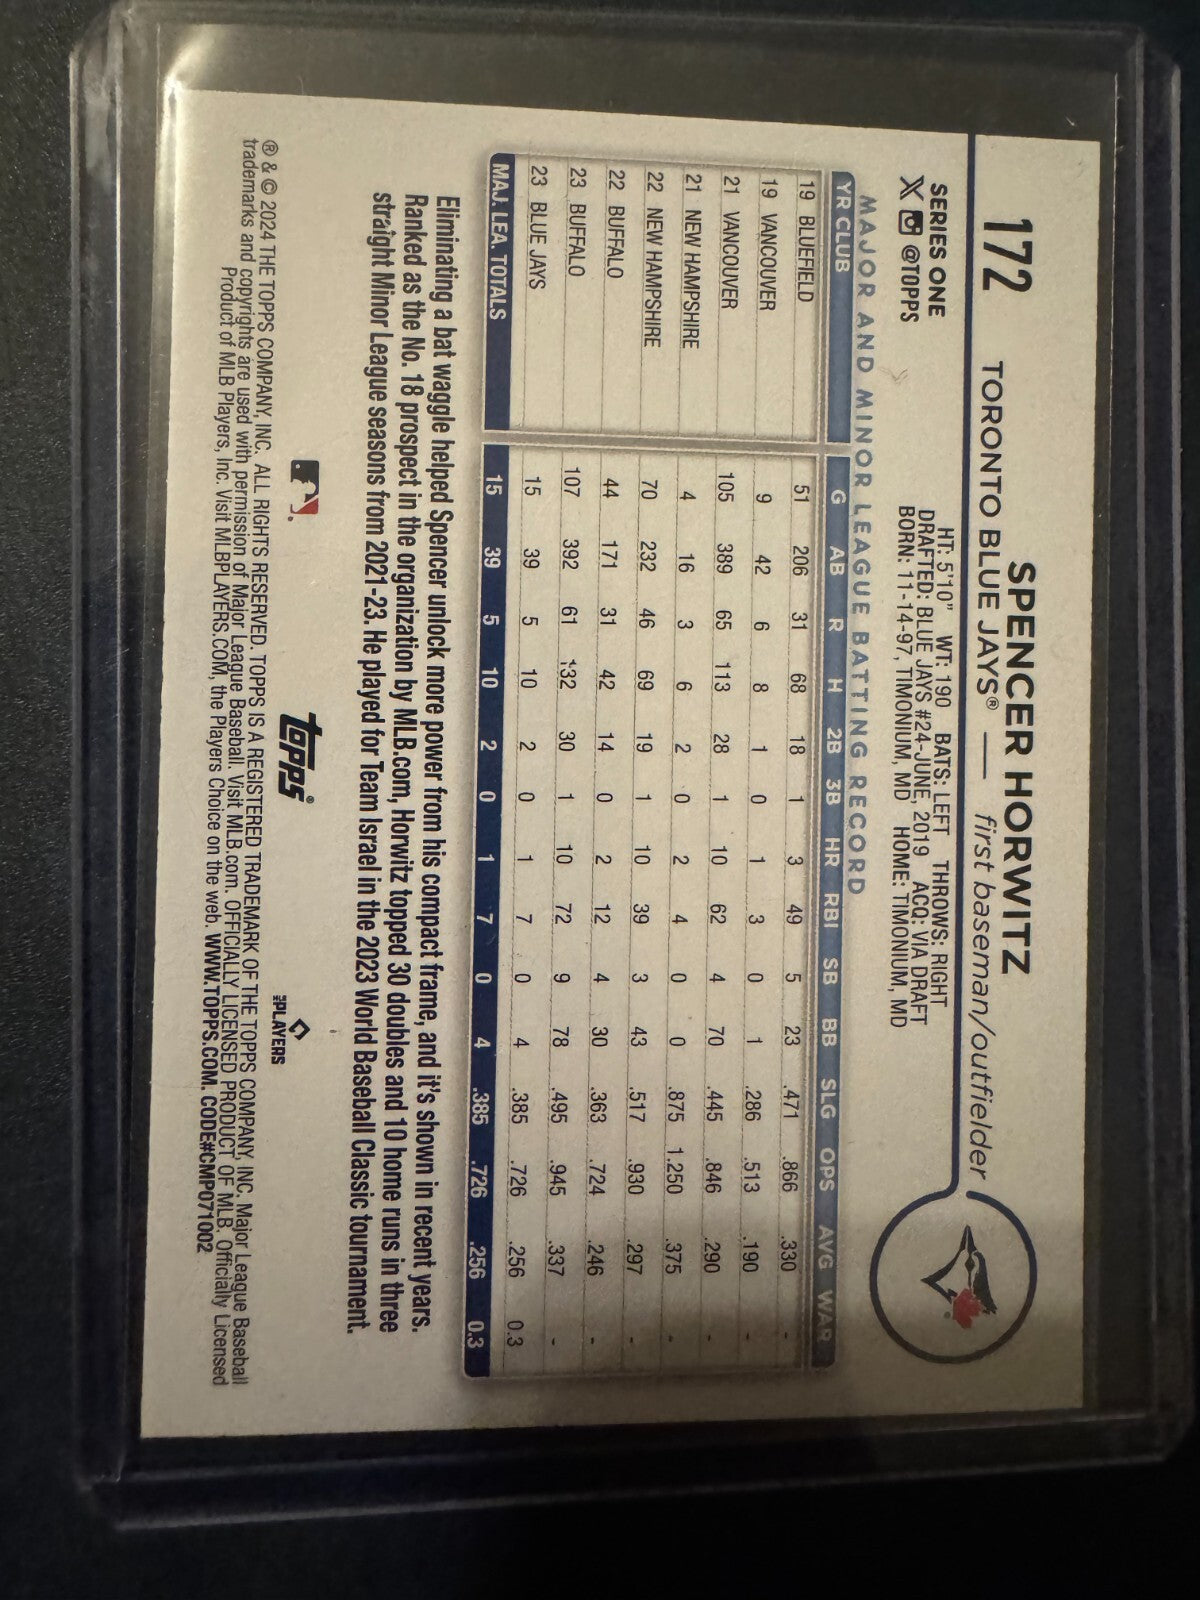 172 SPENCER HORWITZ
TORONTO BLUE JAYS® — first baseman/outfielder
SERIES ONE
@TOPPS
HT: 5'10" WT: 190 BATS: LEFT THROWS: RIGHT
DRAFTED: BLUE JAYS #24-JUNE, 2019 ACQ: VIA DRAFT
BORN: 11-14-97, TIMONIUM, MD HOME: TIMONIUM, MD
MAJOR AND MINOR LEAGUE BATTING RECORD
YR CLUB G AB R H 2B 3B HR RBI SB BB SLG OPS AVG WAR
19 BLUEFIELD 51 206 31 68 18 1 3 49 5 23 .471 .866 .330 -
19 VANCOUVER 9 42 6 8 1 0 1 3 0 1 .286 .513 .190 -
21 VANCOUVER 105 389 65 113 28 1 10 62 4 70 .445 .846 .290 -
21 NEW HAMPSHIRE 4 16 3 6 2 0 2 4 0 0 .875 1.250 .375 -
22 NEW HAMPSHIRE 70 232 46 69 19 1 10 39 3 43 .517 .930 .297 -
22 BUFFALO 44 171 31 42 14 0 2 12 4 30 .363 .724 .246 -
23 BUFFALO 107 392 61 132 30 1 10 72 9 78 .495 .945 .337 -
23 BLUE JAYS 15 39 5 10 2 0 1 7 0 4 .385 .726 .256 0.3
MAJ. LEA. TOTALS 15 39 5 10 2 0 1 7 0 4 .385 .726 .256 0.3
Eliminating a bat waggle helped Spencer unlock more power from his compact frame, and it's shown in recent years.
Ranked as the No. 18 prospect in the organization by MLB.com, Horwitz topped 30 doubles and 10 home runs in three
straight Minor League seasons from 2021-23. He played for Team Israel in the 2023 World Baseball Classic tournament.
topps®
PLAYERS
® & © 2024 THE TOPPS COMPANY, INC. ALL RIGHTS RESERVED. TOPPS IS A REGISTERED TRADEMARK OF THE TOPPS COMPANY, INC. Major League Baseball
trademarks and copyrights are used with permission of Major League Baseball. Visit MLB.com. OFFICIALLY LICENSED PRODUCT OF MLB. Officially Licensed
Product of MLB Players, Inc. Visit MLBPLAYERS.COM, the Players Choice on the web. WWW.TOPPS.COM. CODE#CMP071002